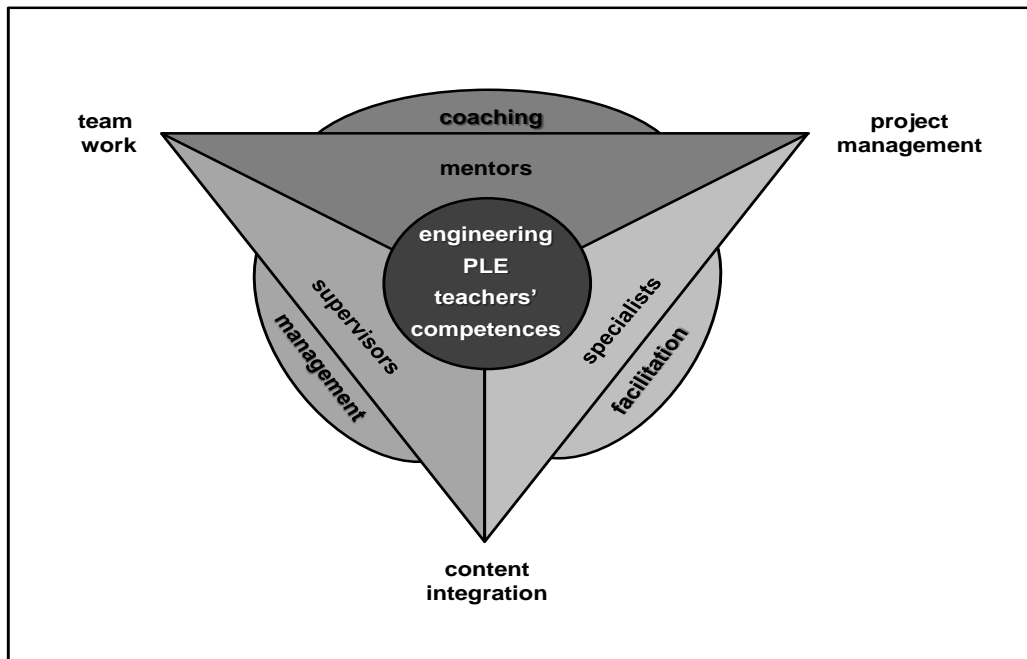 coaching
team
work
project
management
mentors
engineering
PLE
teachers’
competences
supervisors
specialists
management
facilitation
content
integration